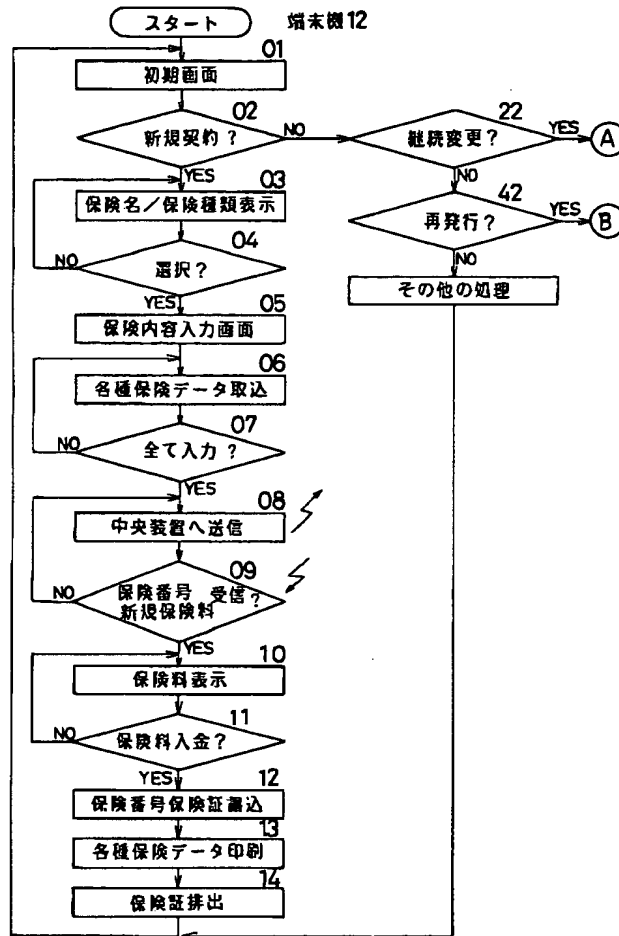 スタート
端末機12
01
初期画面
02
新規契約?
NO
YES
22
継続変更?
YES
A
NO
42
再発行?
YES
B
NO
その他の処理
03
保険名/保険種類表示
04
選択?
NO
YES
05
保険内容入力画面
06
各種保険データ取込
07
全て入力?
NO
YES
08
中央装置へ送信
09
保険番号 受信?
新規保険料
NO
YES
10
保険料表示
11
保険料入金?
NO
YES
12
保険番号保険証書込
13
各種保険データ印刷
14
保険証排出